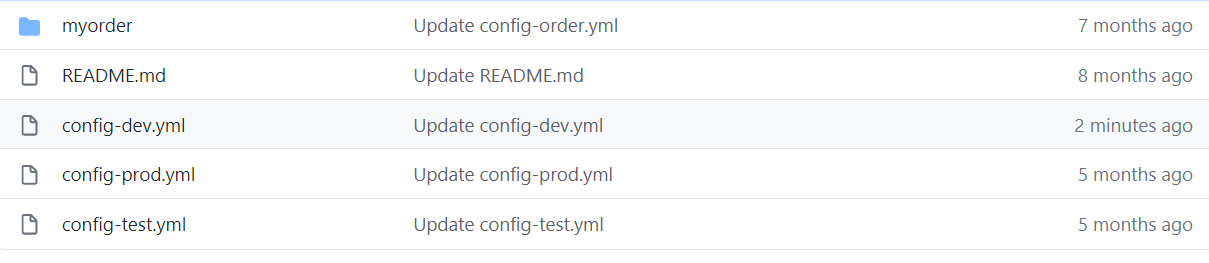 myorder Update config-order.yml 7 months ago
README.md Update README.md 8 months ago
config-dev.yml Update config-dev.yml 2 minutes ago
config-prod.yml Update config-prod.yml 5 months ago
config-test.yml Update config-test.yml 5 months ago